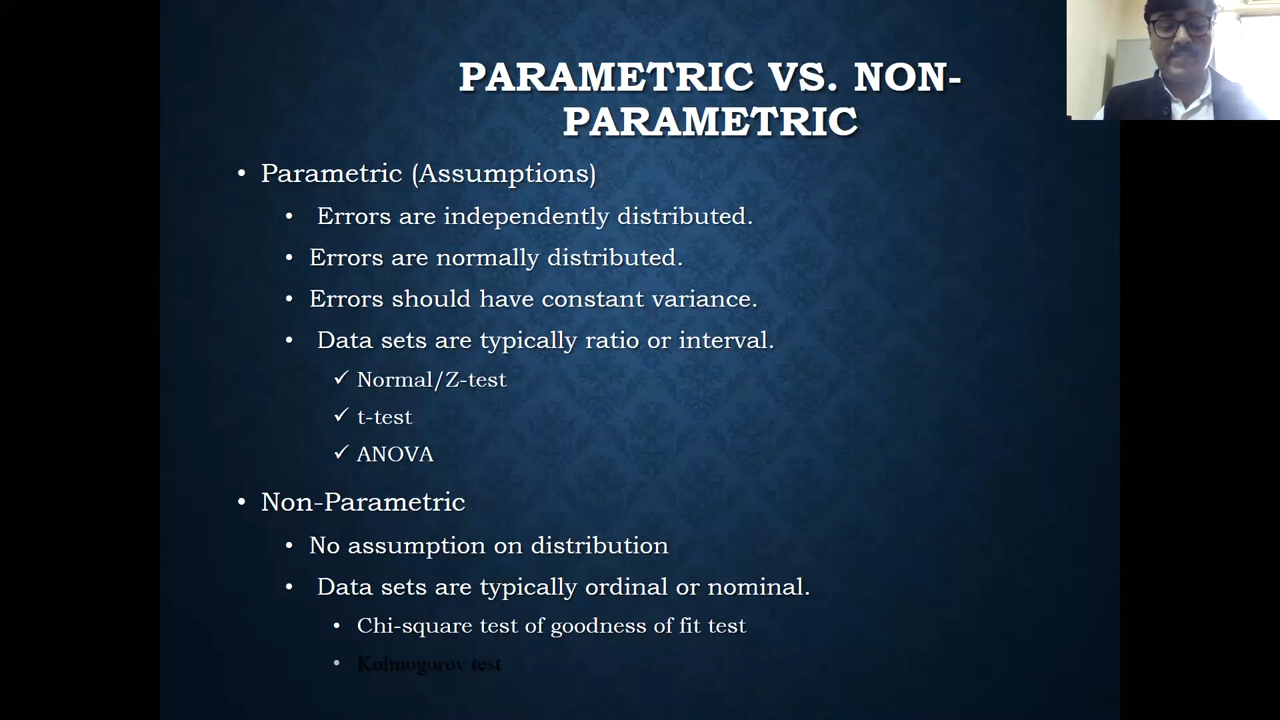 PARAMETRIC VS. NON-
PARAMETRIC
• Parametric (Assumptions)
• Errors are independently distributed.
• Errors are normally distributed.
• Errors should have constant variance.
• Data sets are typically ratio or interval.
✓ Normal/Z-test
✓ t-test
✓ ANOVA
• Non-Parametric
• No assumption on distribution
• Data sets are typically ordinal or nominal.
• Chi-square test of goodness of fit test
• Kolmogorov test